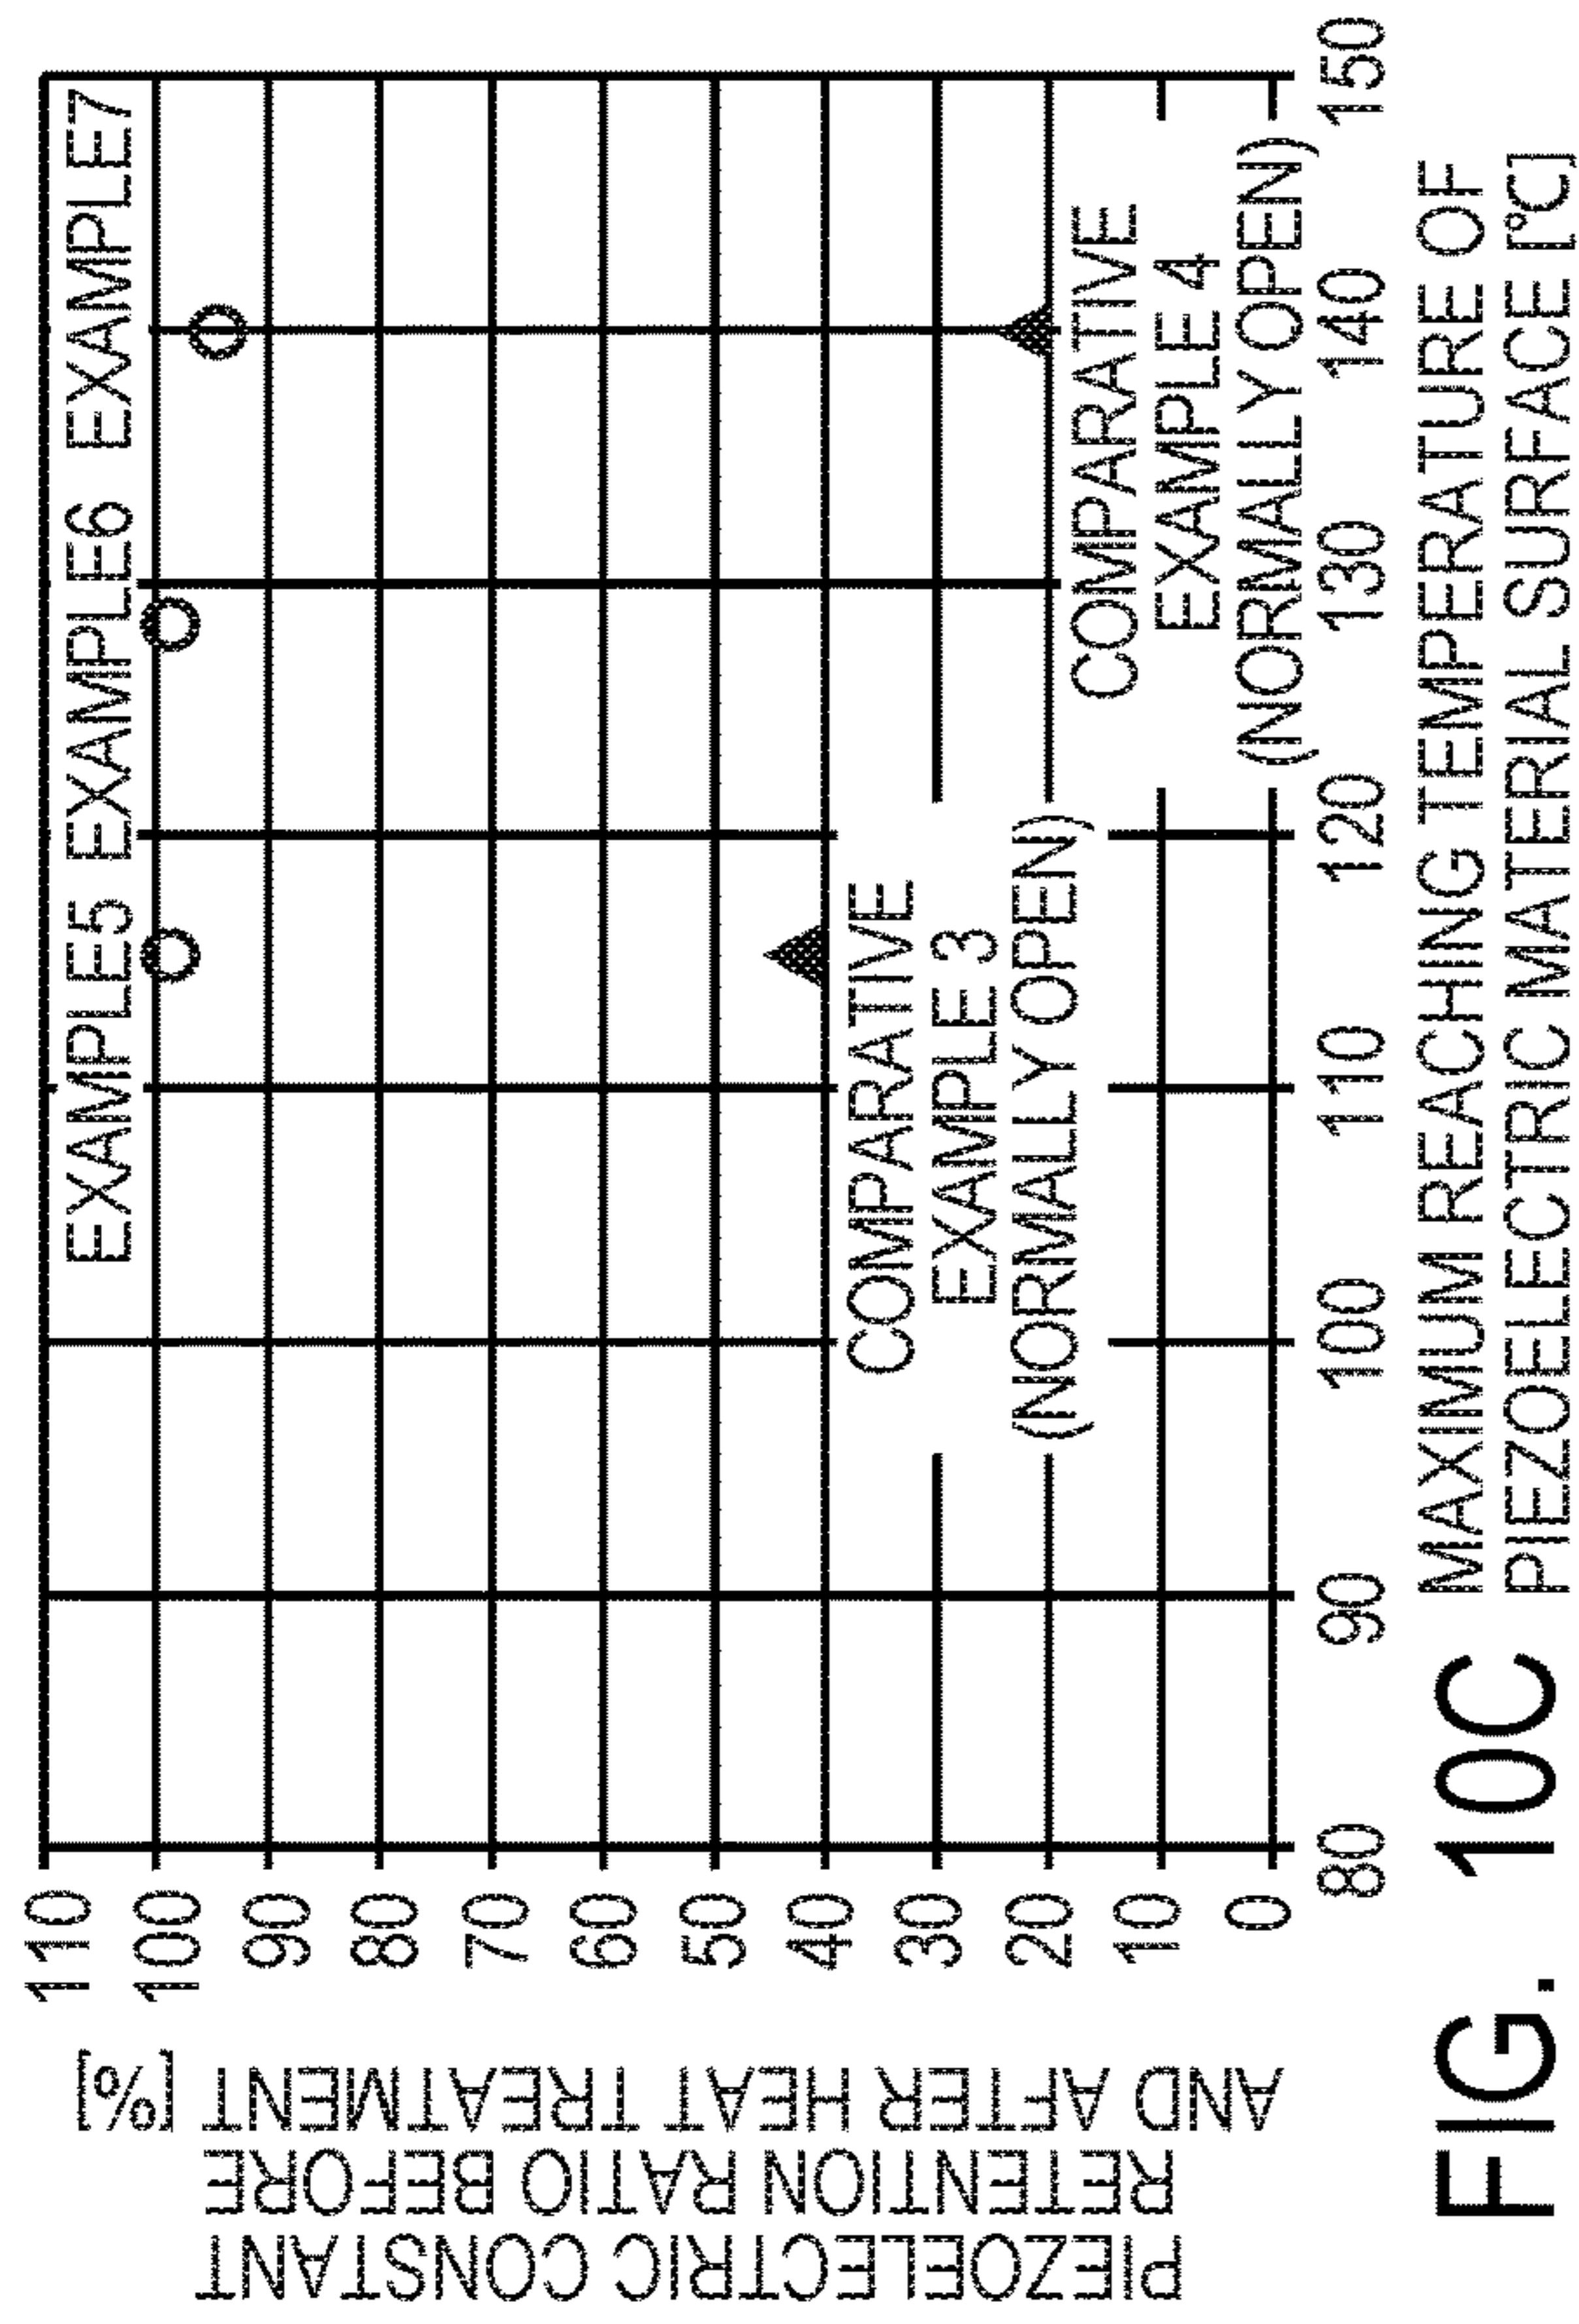 PIEZOELECTRIC CONSTANT
RETENTION RATIO BEFORE
AND AFTER HEAT TREATMENT [%]
110
100
90
80
70
60
50
40
30
20
10
0
EXAMPLE5 EXAMPLE6 EXAMPLE7
COMPARATIVE
EXAMPLE 3
(NORMALLY OPEN)
COMPARATIVE
EXAMPLE 4
(NORMALLY OPEN)
80 90 100 110 120 130 140 150
MAXIMUM REACHING TEMPERATURE OF
PIEZOELECTRIC MATERIAL SURFACE [°C]
FIG. 10C